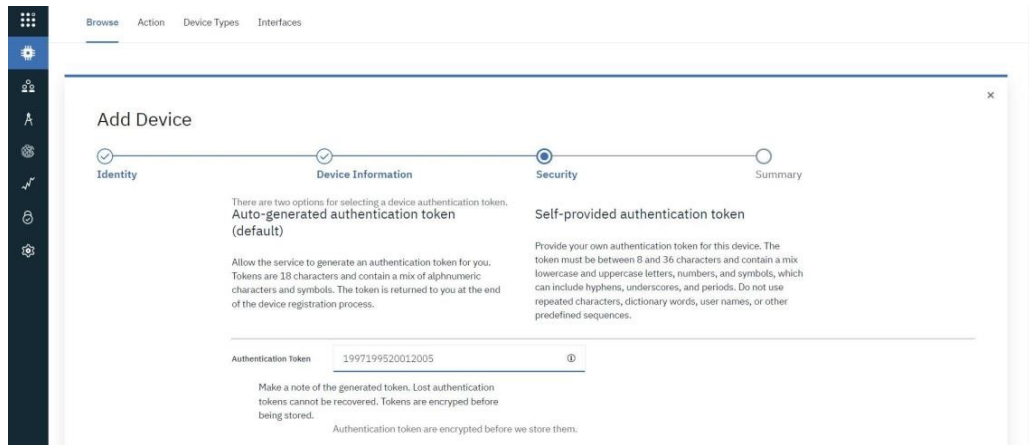 Browse Action Device Types Interfaces
Add Device
Identity Device Information Security Summary
There are two options for selecting a device authentication token.
Auto-generated authentication token
(default)
Allow the service to generate an authentication token for you.
Tokens are 18 characters and contain a mix of alphnumeric
characters and symbols. The token is returned to you at the end
of the device registration process.
Self-provided authentication token
Provide your own authentication token for this device. The
token must be between 8 and 36 characters and contain a mix
lowercase and uppercase letters, numbers, and symbols, which
can include hyphens, underscores, and periods. Do not use
repeated characters, dictionary words, user names, or other
predefined sequences.
Authentication Token 1997199520012005
Make a note of the generated token. Lost authentication
tokens cannot be recovered. Tokens are encryped before
being stored.
Authentication token are encrypted before we store them.